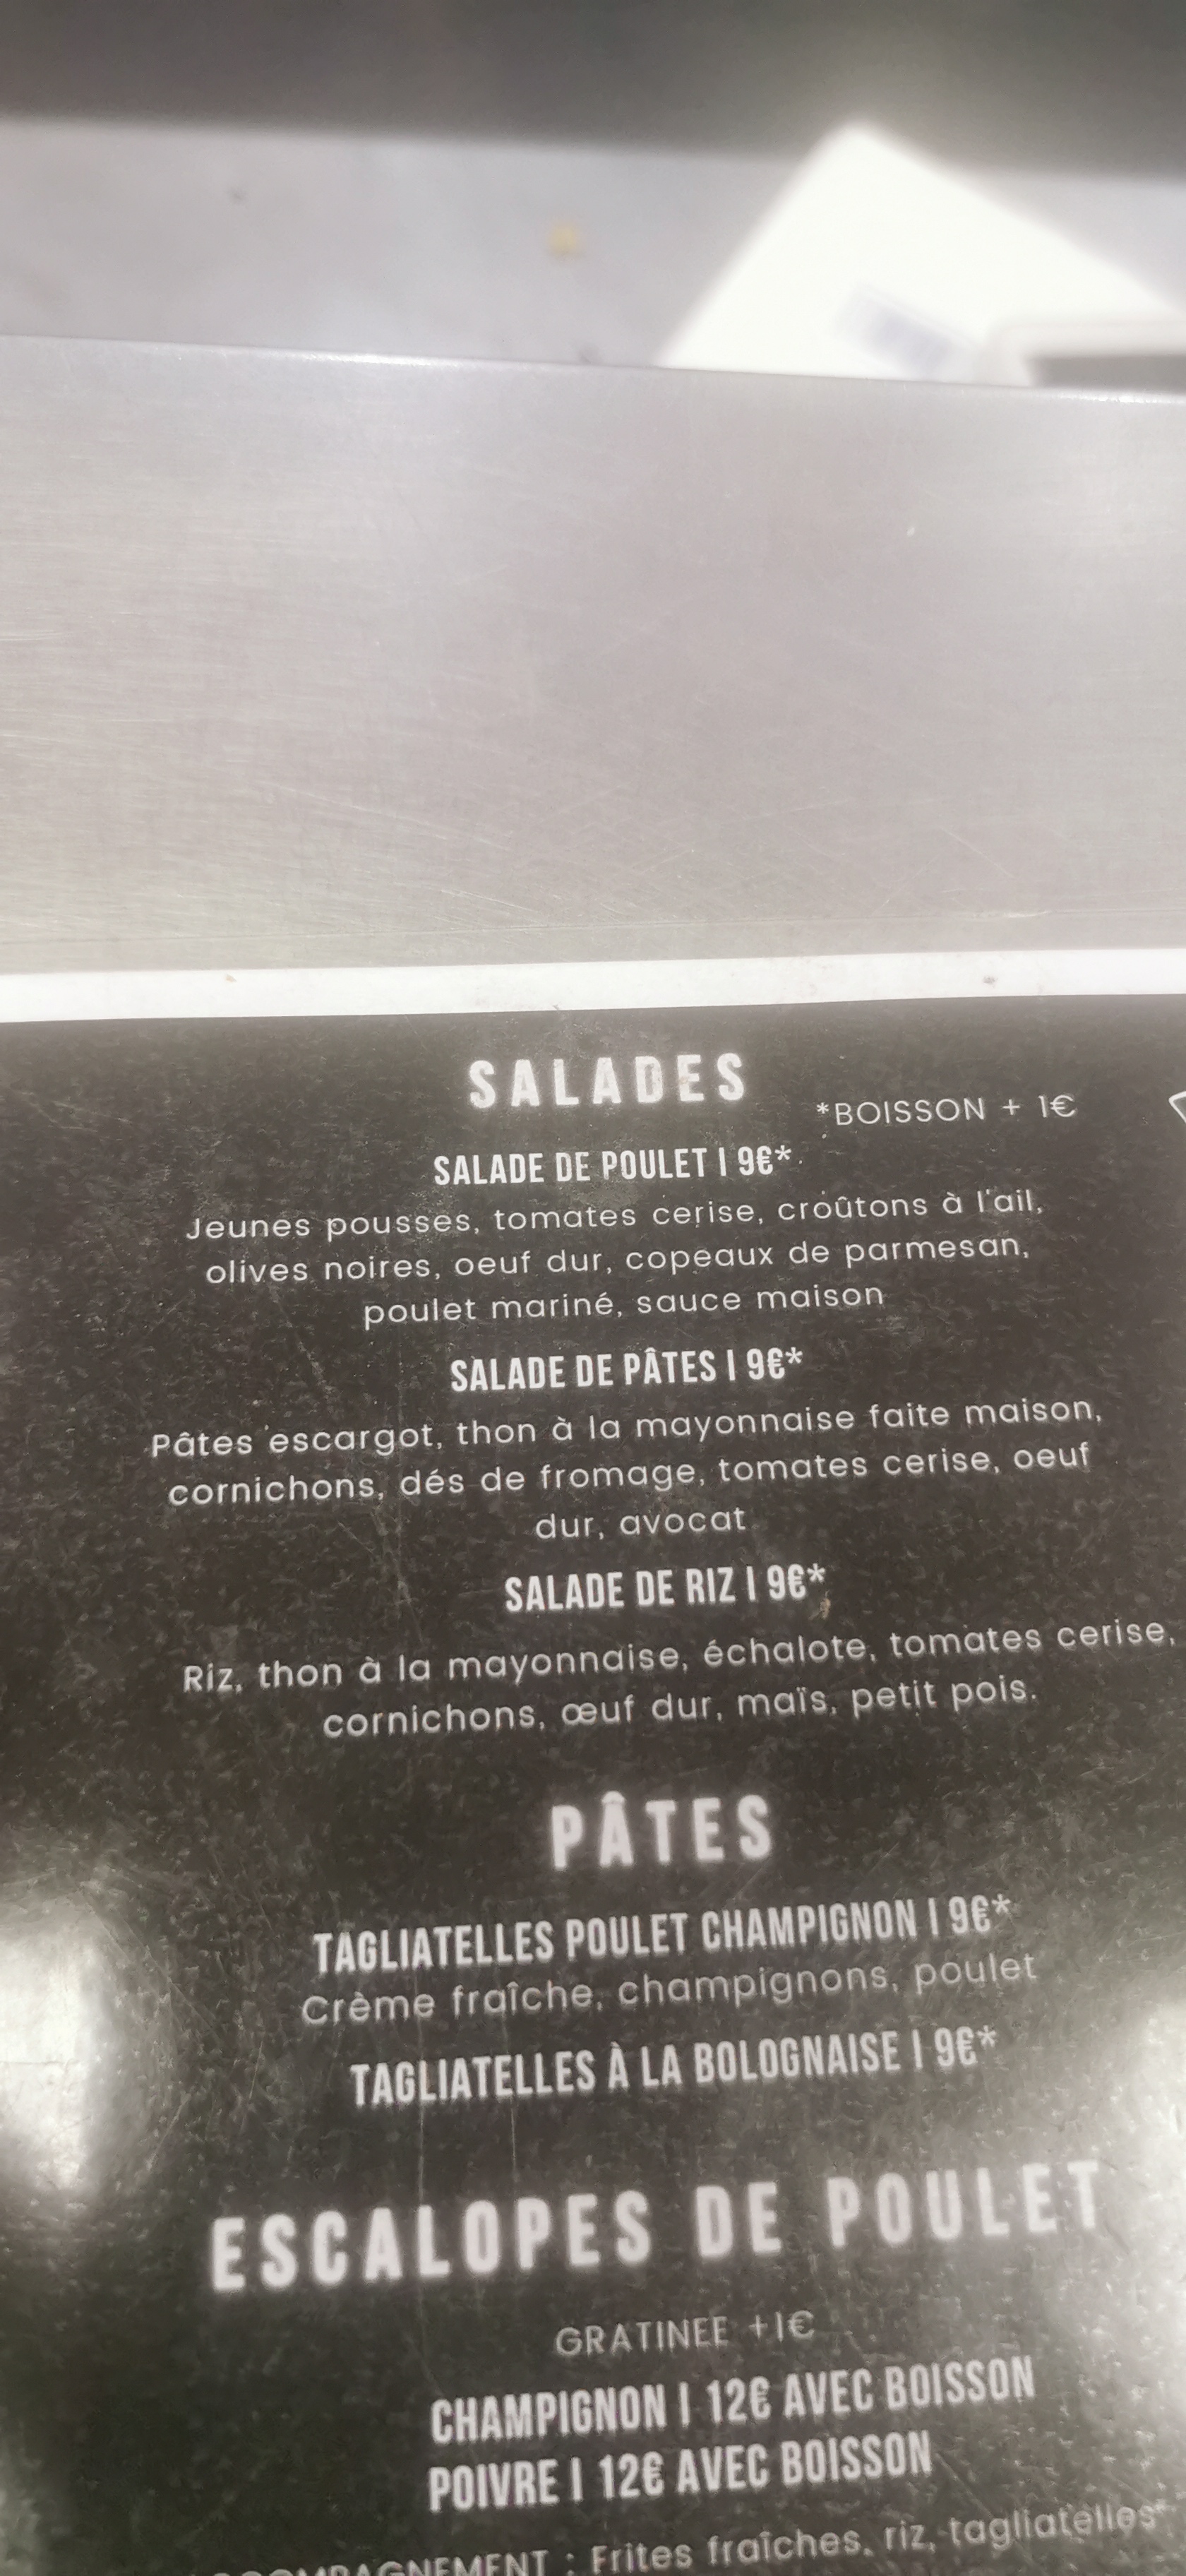 SALADES
*BOISSON + 1€
SALADE DE POULET | 9€*
Jeunes pousses, tomates cerise, croûtons à l'ail,
olives noires, oeuf dur, copeaux de parmesan,
poulet mariné, sauce maison
SALADE DE PÂTES | 9€*
Pâtes escargot, thon à la mayonnaise faite maison,
cornichons, dés de fromage, tomates cerise, oeuf
dur, avocat
SALADE DE RIZ | 9€*
Riz, thon à la mayonnaise, échalote, tomates cerise,
cornichons, œuf dur, maïs, petit pois.
PÂTES
TAGLIATELLES POULET CHAMPIGNON | 9€*
Crème fraîche, champignons, poulet
TAGLIATELLES À LA BOLOGNAISE | 9€*
ESCALOPES DE POULET
GRATINEE +1€
CHAMPIGNON | 12€ AVEC BOISSON
POIVRE | 12€ AVEC BOISSON
: Frites fraîches, riz, tagliatelles